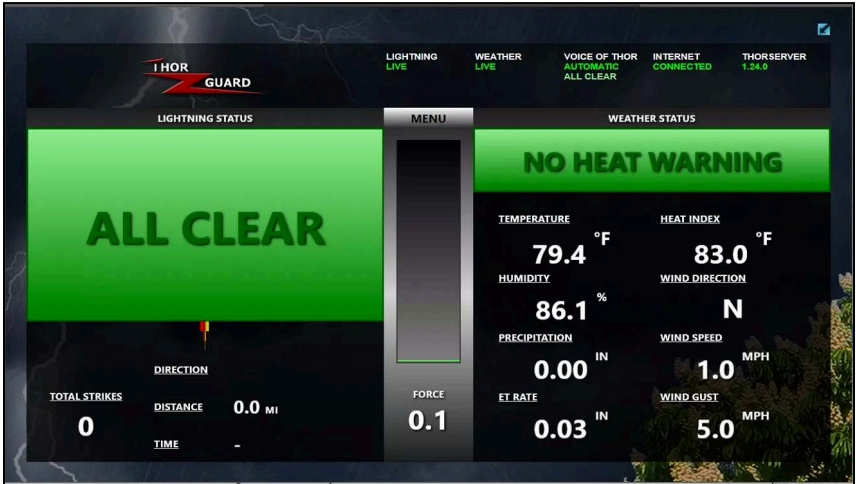 THOR
GUARD
LIGHTNING
LIVE
WEATHER
LIVE
VOICE OF THOR
AUTOMATIC
ALL CLEAR
INTERNET
CONNECTED
THORSERVER
1.24.0
LIGHTNING STATUS
MENU
WEATHER STATUS
ALL CLEAR
NO HEAT WARNING
TEMPERATURE
79.4 °F
HEAT INDEX
83.0 °F
HUMIDITY
86.1 %
WIND DIRECTION
N
PRECIPITATION
0.00 IN
WIND SPEED
1.0 MPH
ET RATE
0.03 IN
WIND GUST
5.0 MPH
TOTAL STRIKES
0
DIRECTION
DISTANCE 0.0 MI
TIME -
FORCE
0.1